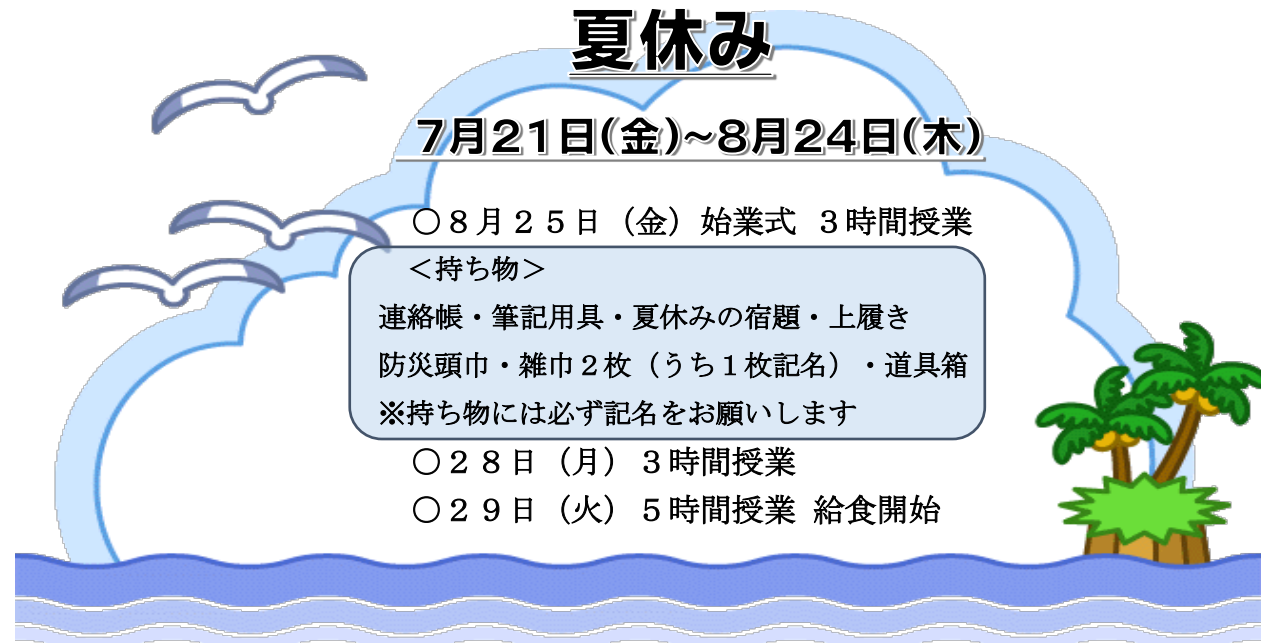 夏休み
7月21日(金)~8月24日(木)
〇８月２５日（金）始業式 ３時間授業
＜持ち物＞
連絡帳・筆記用具・夏休みの宿題・上履き
防災頭巾・雑巾２枚（うち１枚記名）・道具箱
※持ち物には必ず記名をお願いします
〇２８日（月）３時間授業
〇２９日（火）５時間授業 給食開始